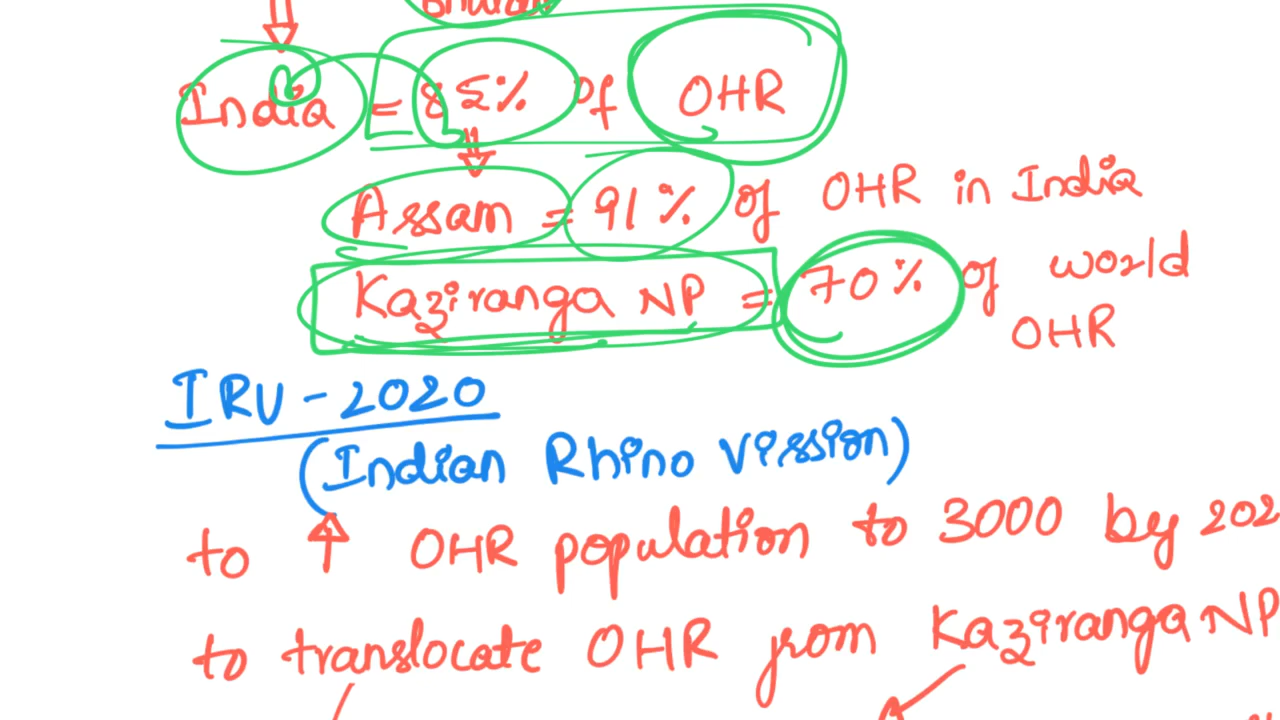 India = 85% of OHR
Assam = 91% of OHR in India
Kaziranga NP = 70% of world
OHR
IRV-2020
(Indian Rhino Vission)
to ↑ OHR population to 3000 by 202
to translocate OHR from Kaziranga NP